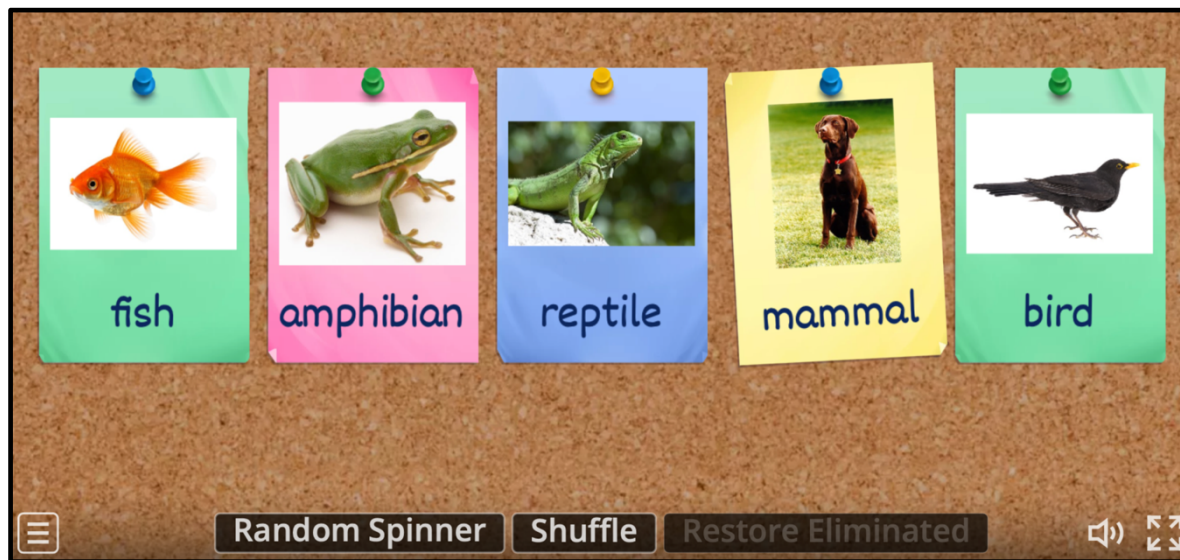 fish
amphibian
reptile
mammal
bird
Random Spinner
Shuffle
Restore Eliminated